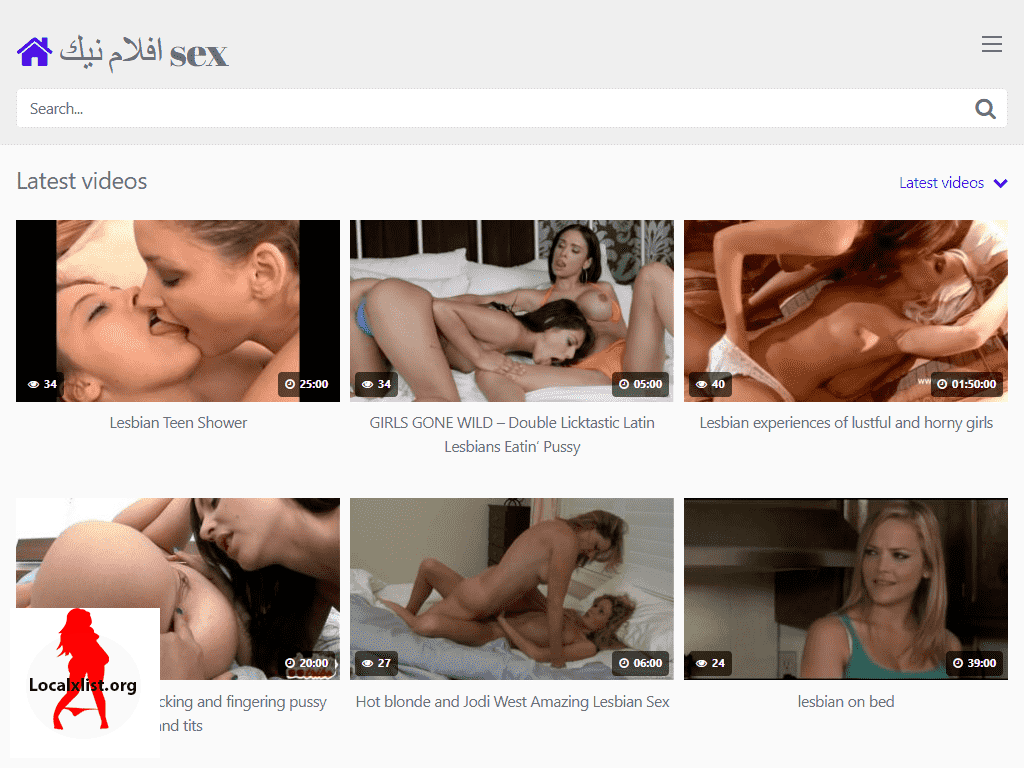 افلام نيك sex
Search...
Latest videos
Latest videos
34
25:00
34
05:00
40
www
01:50:00
Lesbian Teen Shower
GIRLS GONE WILD – Double Licktastic Latin
Lesbians Eatin’ Pussy
Lesbian experiences of lustful and horny girls
20:00
27
06:00
24
39:00
Localxlist.org
cking and fingering pussy
nd tits
Hot blonde and Jodi West Amazing Lesbian Sex
lesbian on bed